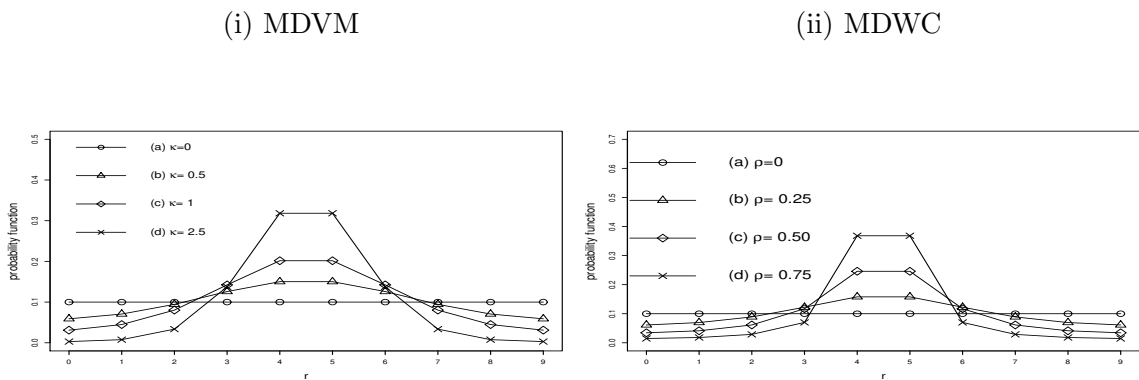 (i) MDVM
(ii) MDWC
probability function
0.0 0.1 0.2 0.3 0.4 0.5
(a) κ=0
(b) κ= 0.5
(c) κ= 1
(d) κ= 2.5
0 1 2 3 4 5 6 7 8 9
r
probability function
0.0 0.1 0.2 0.3 0.4 0.5 0.6 0.7
(a) ρ=0
(b) ρ= 0.25
(c) ρ= 0.50
(d) ρ= 0.75
0 1 2 3 4 5 6 7 8 9
r